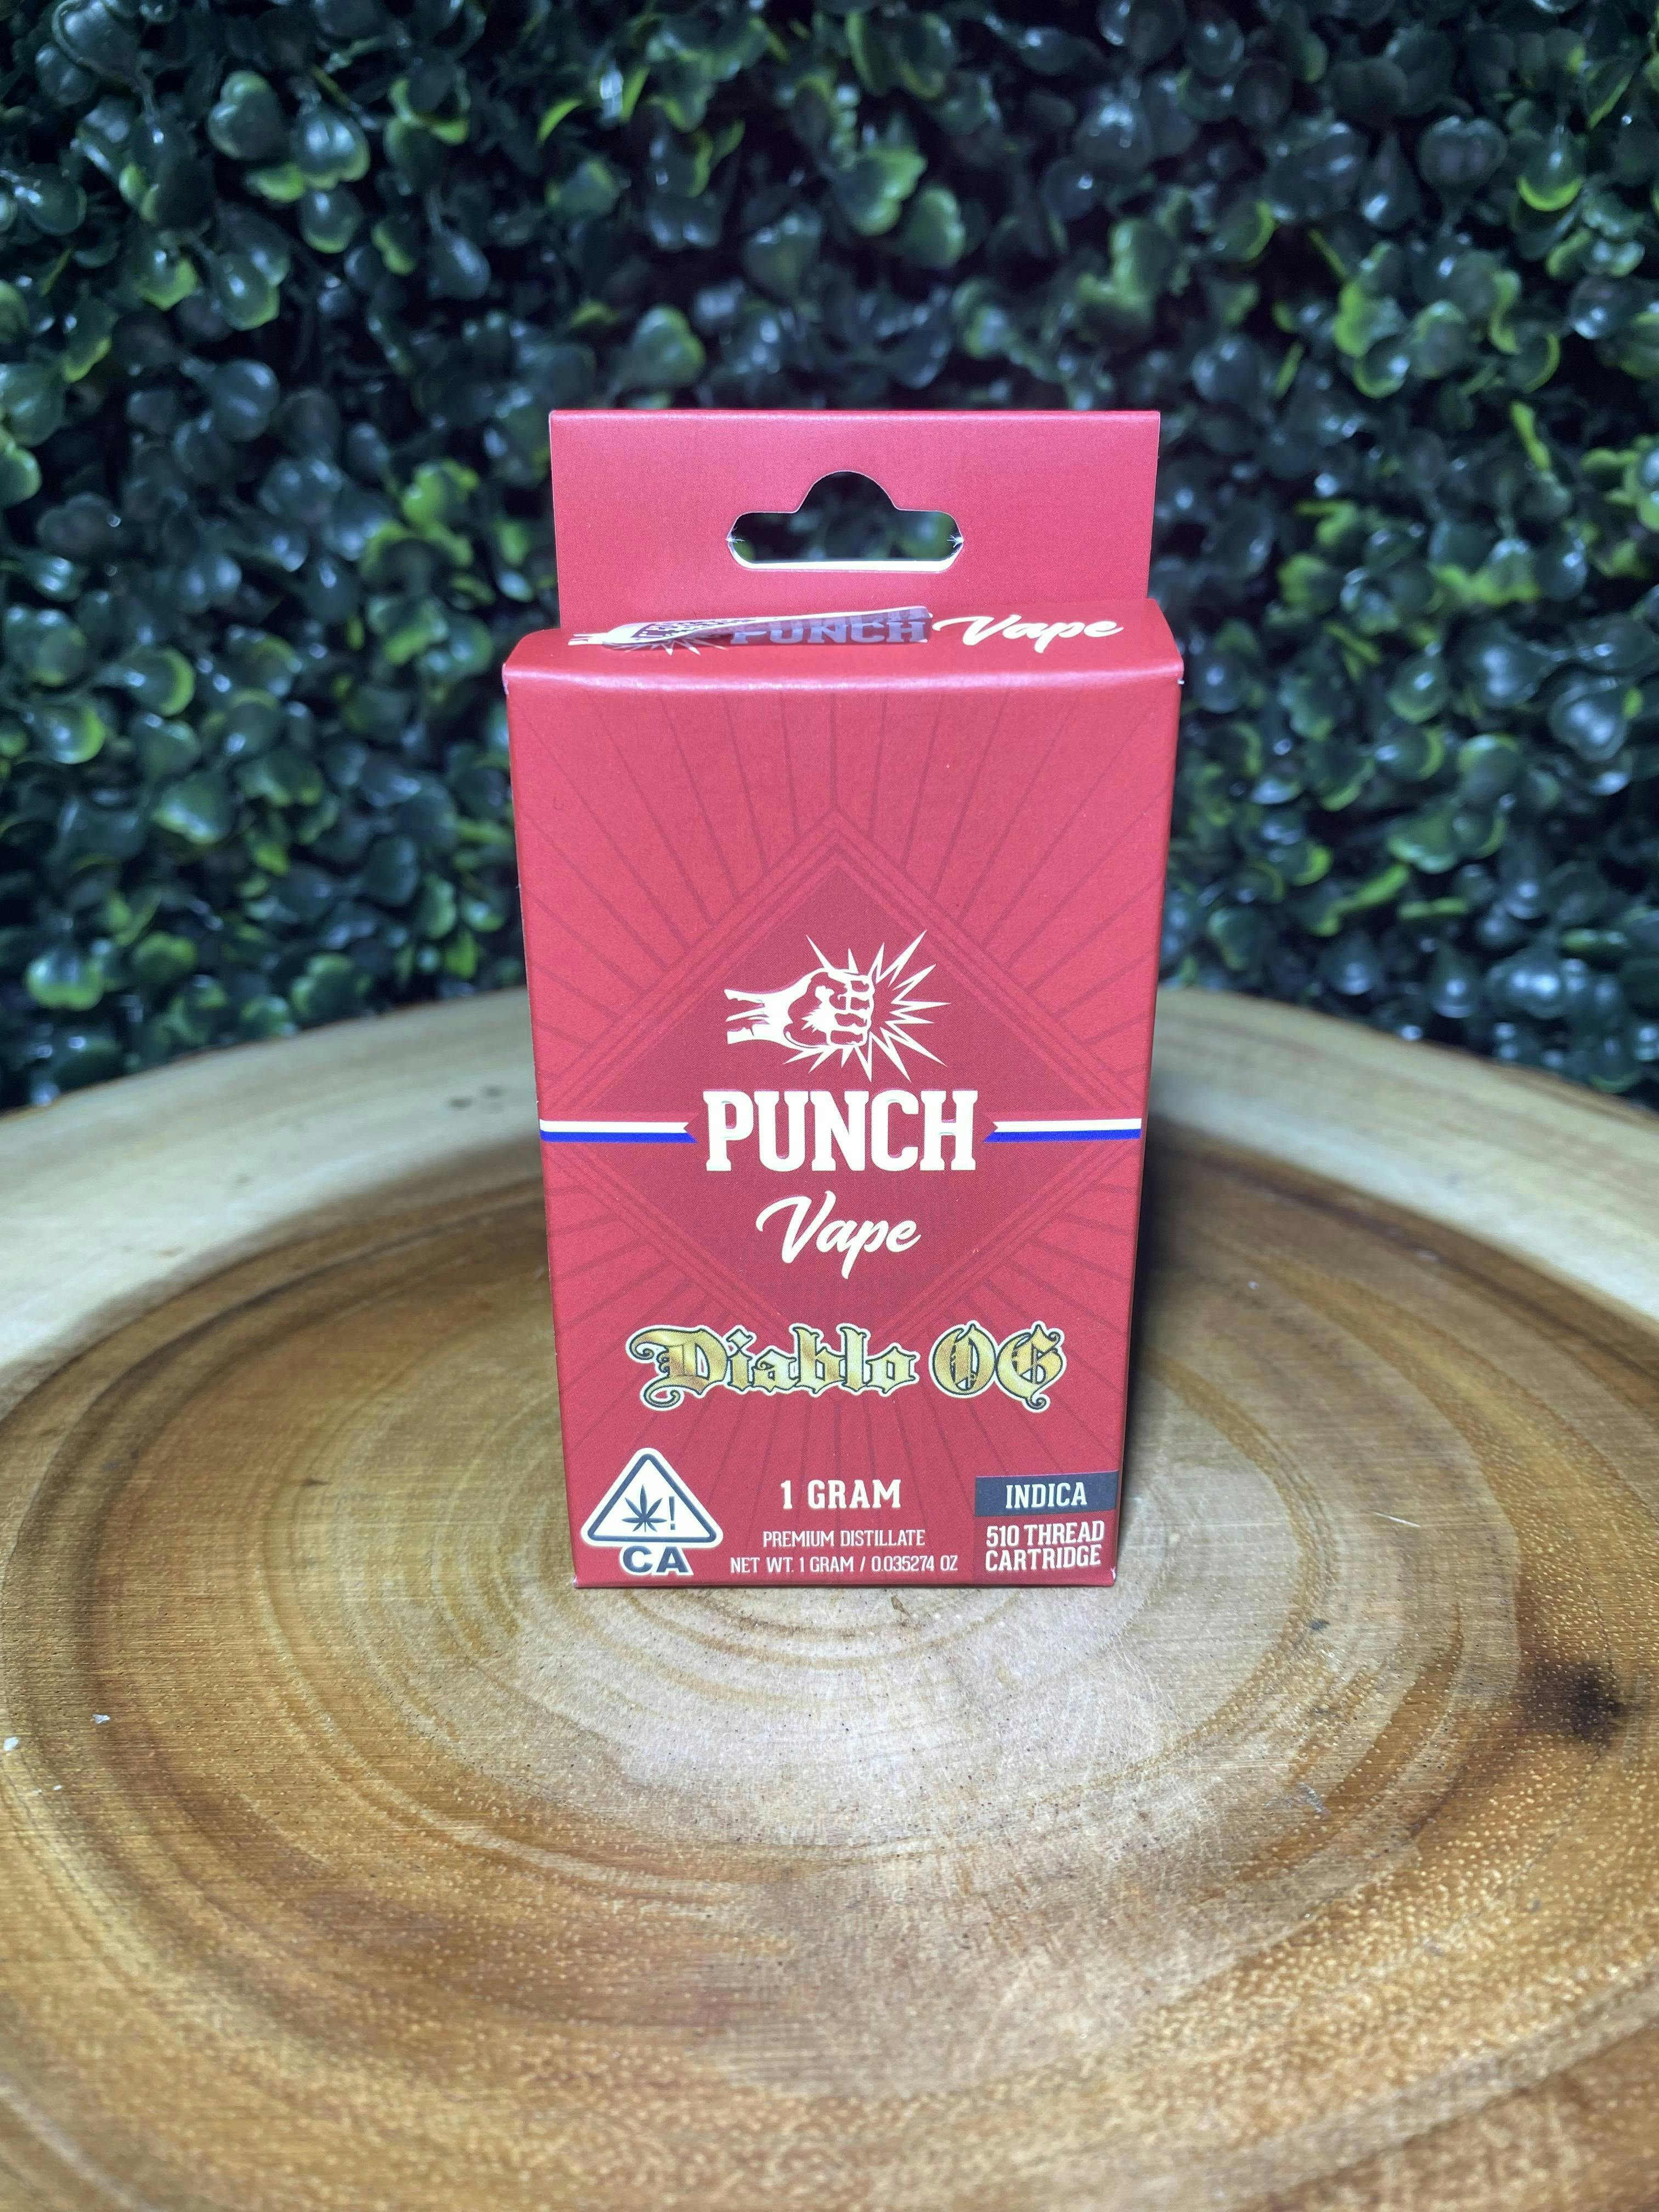 PUNCH Vape
PUNCH
Vape
Diablo OG
CA
1 GRAM
PREMIUM DISTILLATE
NET WT. 1 GRAM / 0.035274 OZ
INDICA
510 THREAD
CARTRIDGE